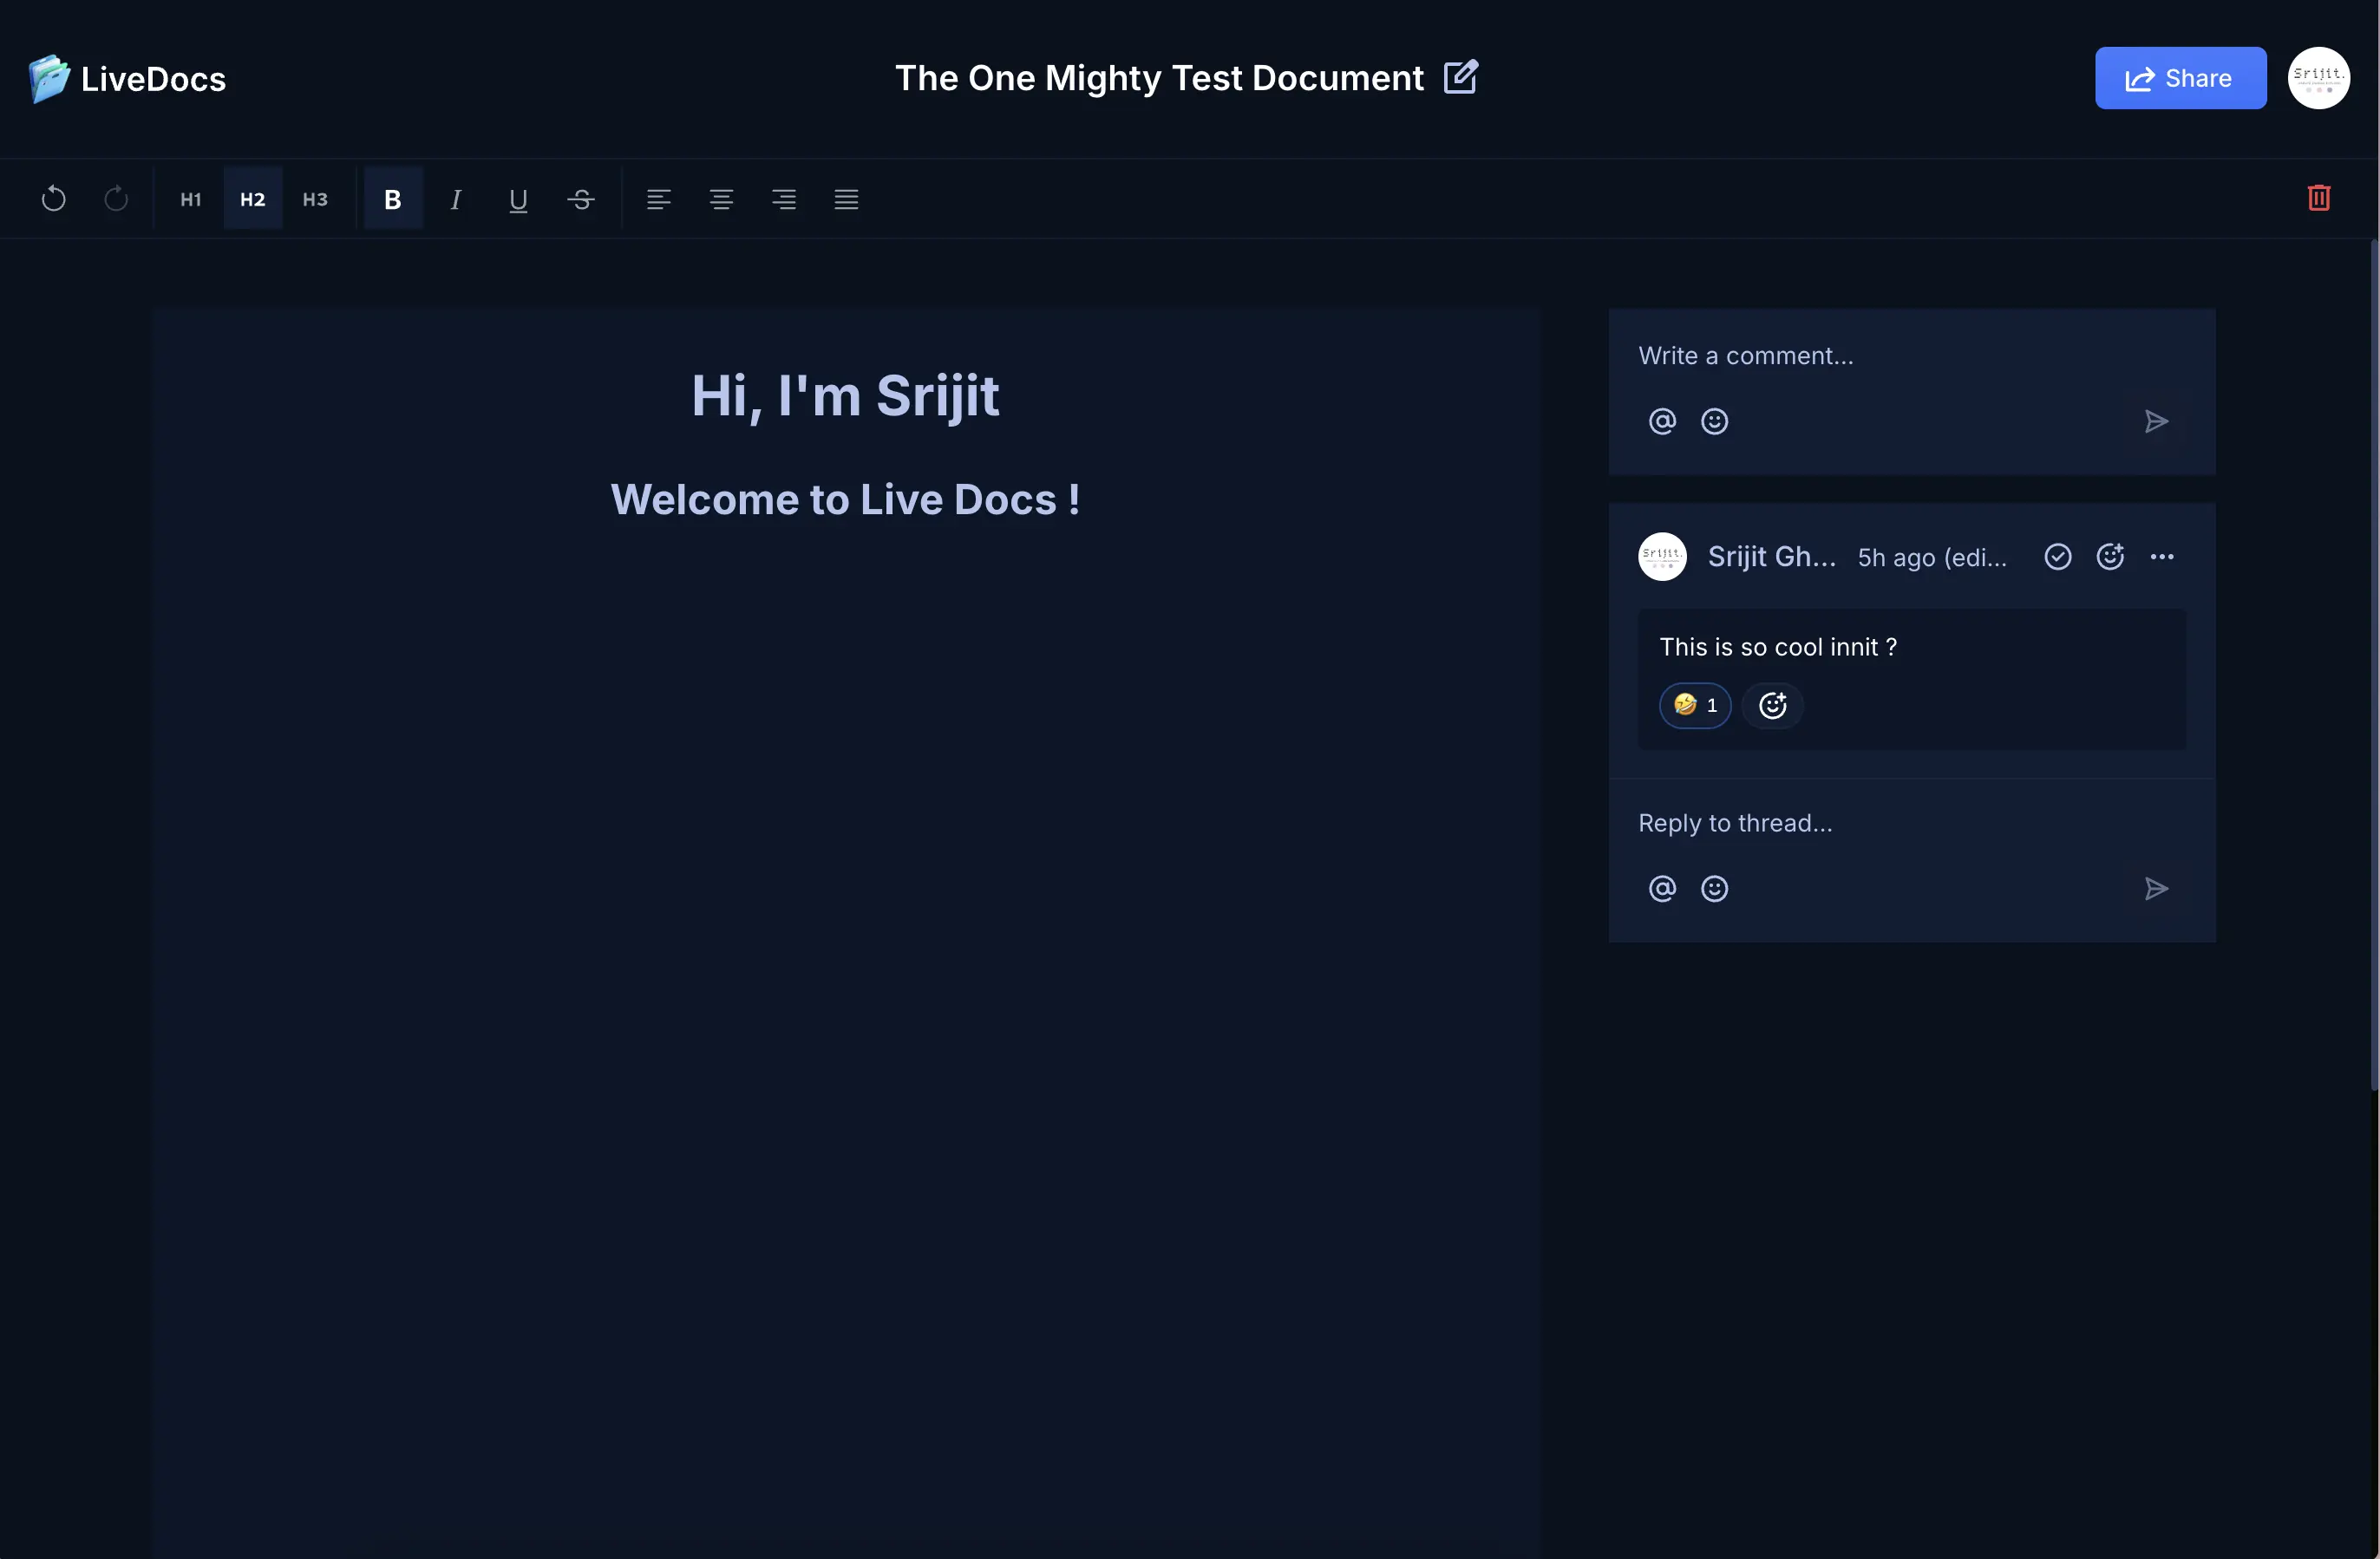 LiveDocs
The One Mighty Test Document
Share
Srijit.
H1 H2 H3 B I U S
Hi, I'm Srijit
Welcome to Live Docs !
Write a comment...
Srijit.
Srijit Gh... 5h ago (edi...
This is so cool innit ?
🤣 1
Reply to thread...